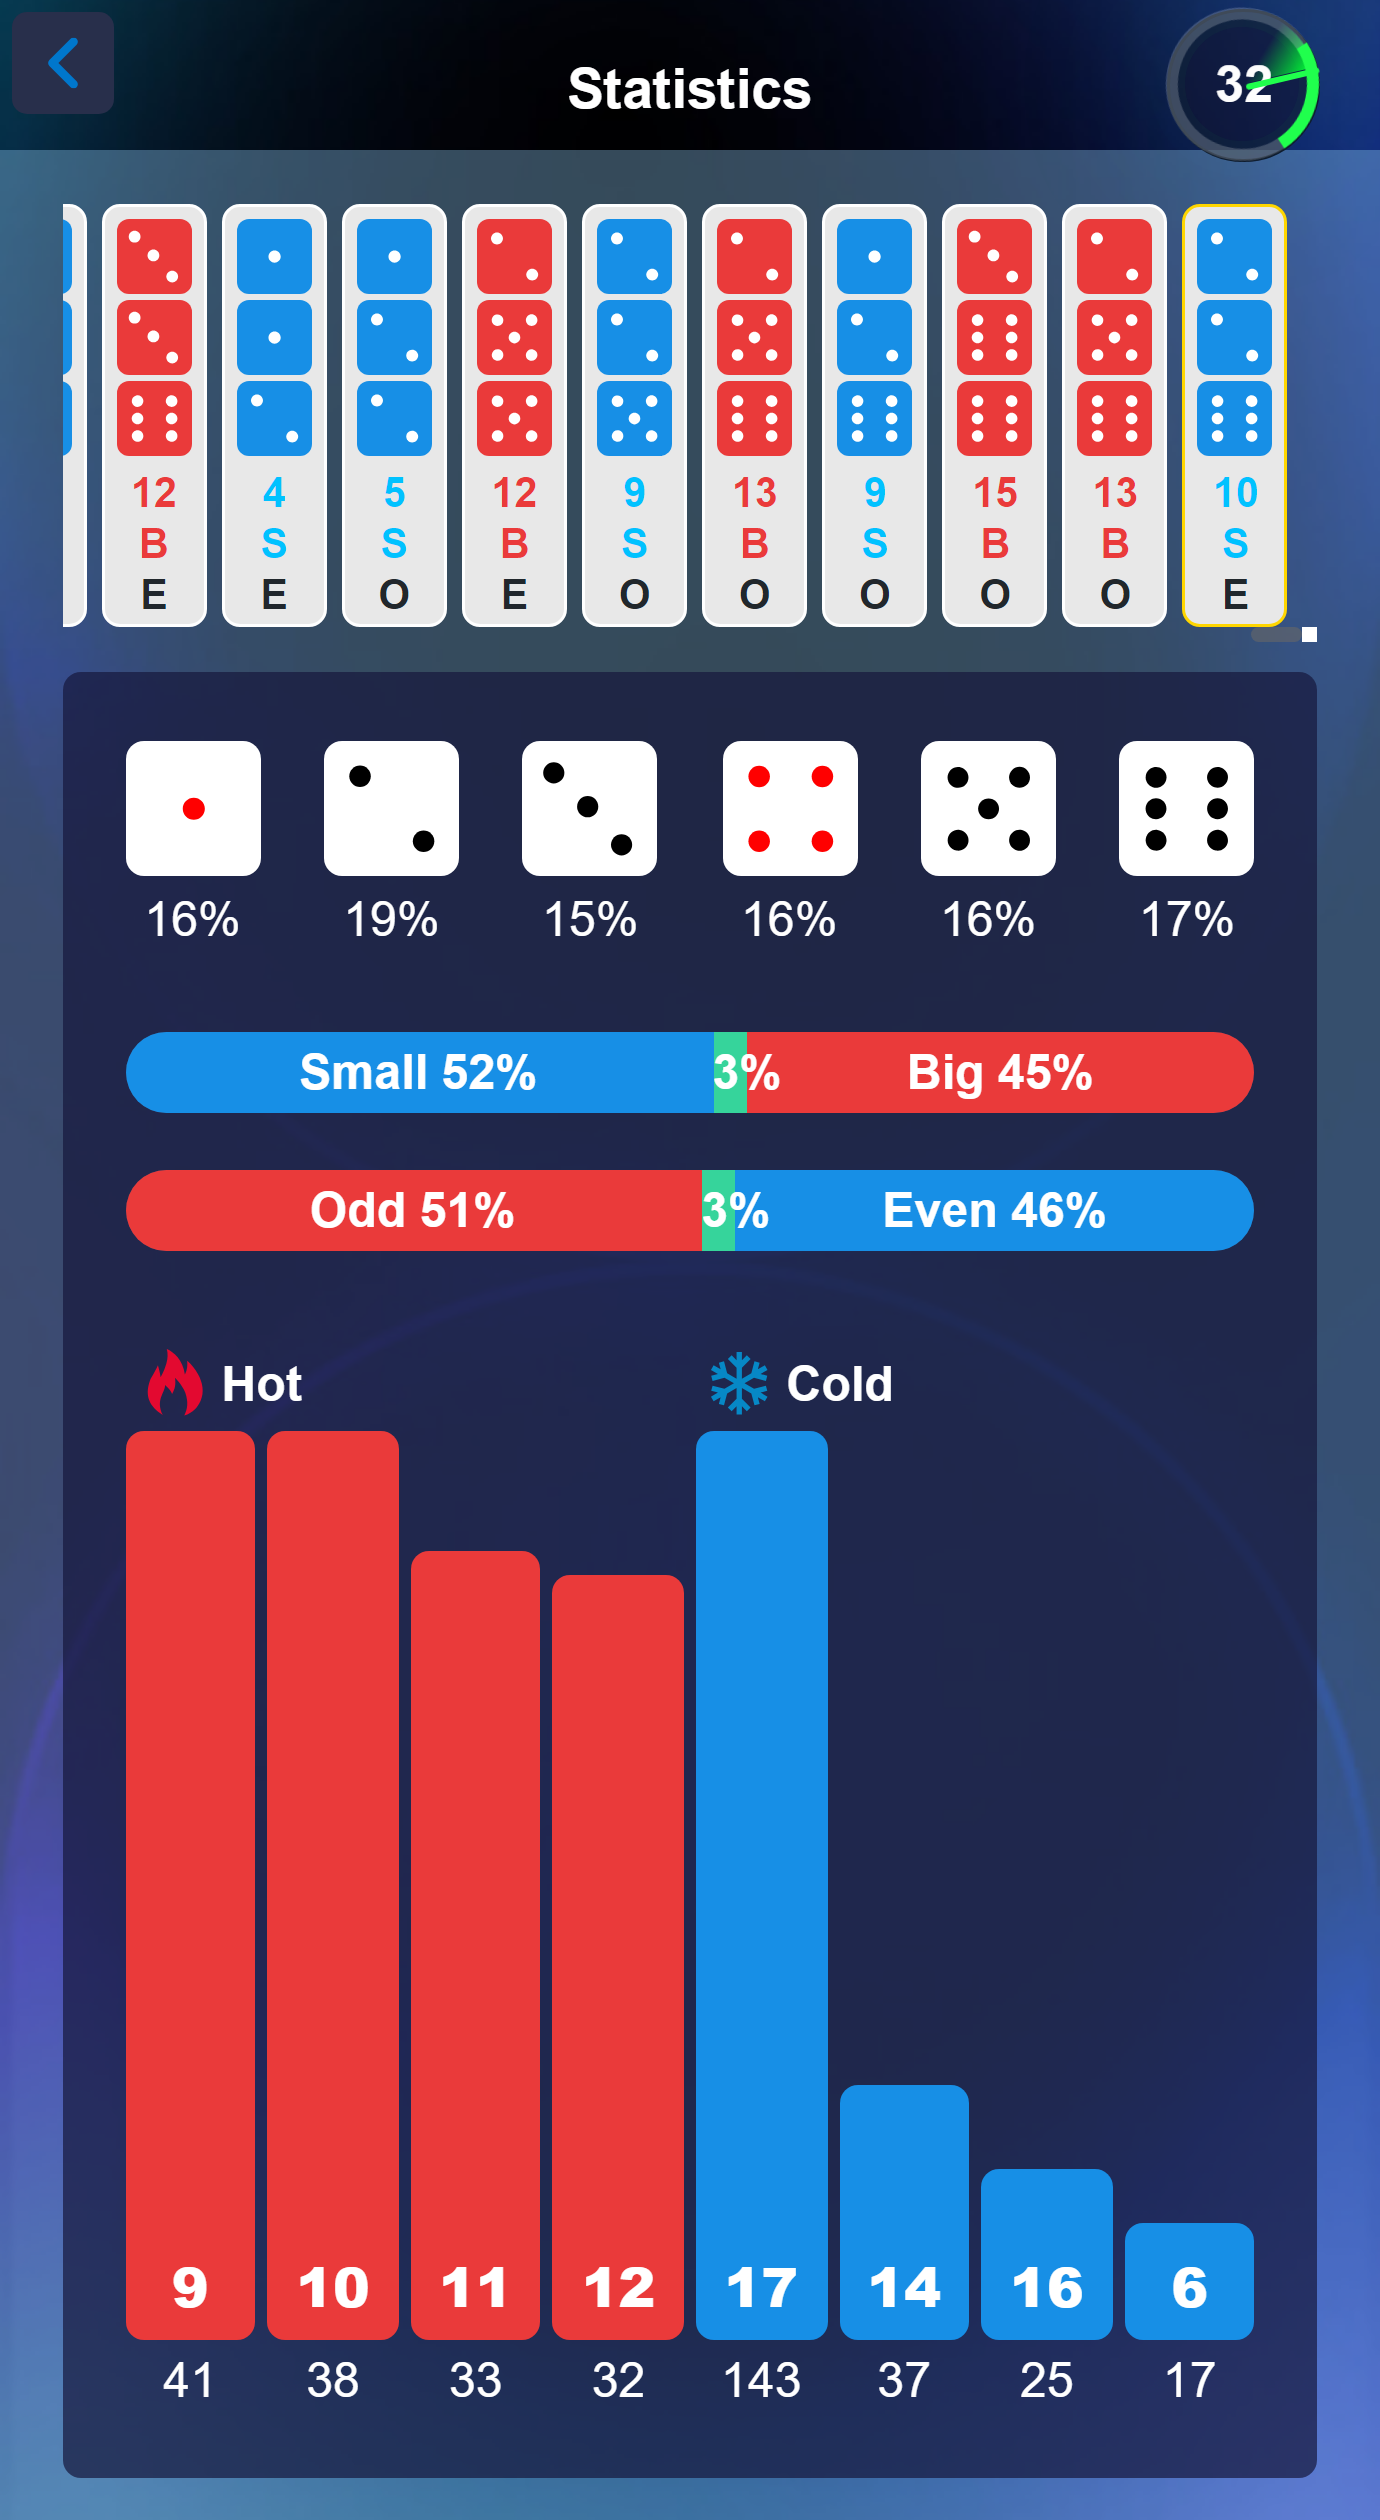 Statistics
32
12 4 5 12 9 13 9 15 13 10
B S S B S B S B B S
E E O E O O O O O E
16% 19% 15% 16% 16% 17%
Small 52% 3% Big 45%
Odd 51% 3% Even 46%
Hot Cold
9 10 11 12 17 14 16 6
41 38 33 32 143 37 25 17